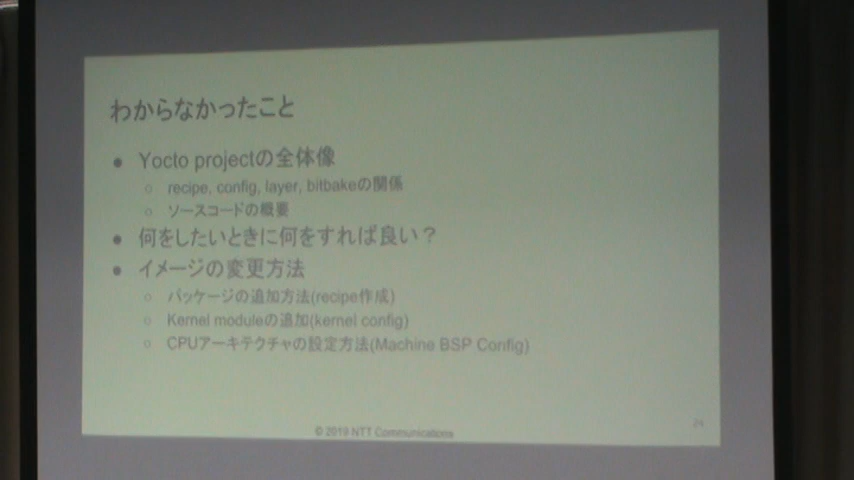 わからなかったこと
● Yocto projectの全体像
○ recipe, config, layer, bitbakeの関係
○ ソースコードの概要
● 何をしたいときに何をすれば良い？
● イメージの変更方法
○ パッケージの追加方法(recipe作成)
○ Kernel moduleの追加(kernel config)
○ CPUアーキテクチャの設定方法(Machine BSP Config)
© 2019 NTT Communications
24